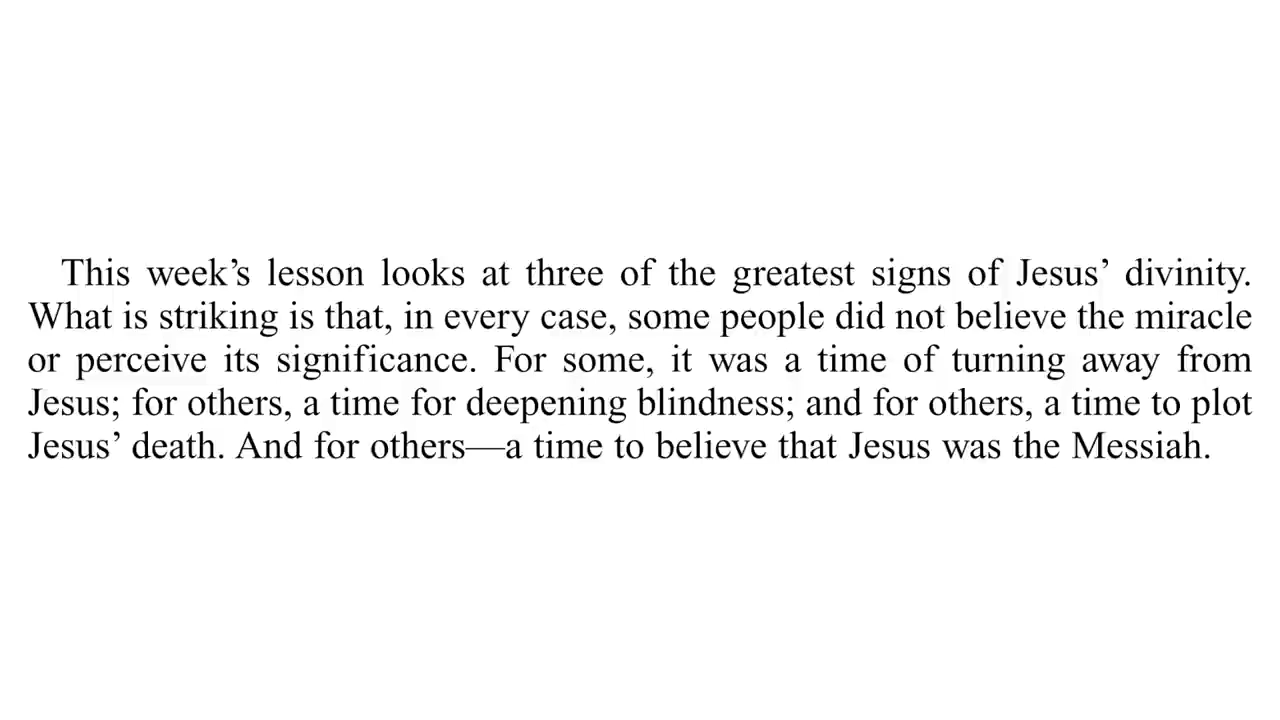 This week’s lesson looks at three of the greatest signs of Jesus’ divinity.
What is striking is that, in every case, some people did not believe the miracle
or perceive its significance. For some, it was a time of turning away from
Jesus; for others, a time for deepening blindness; and for others, a time to plot
Jesus’ death. And for others—a time to believe that Jesus was the Messiah.